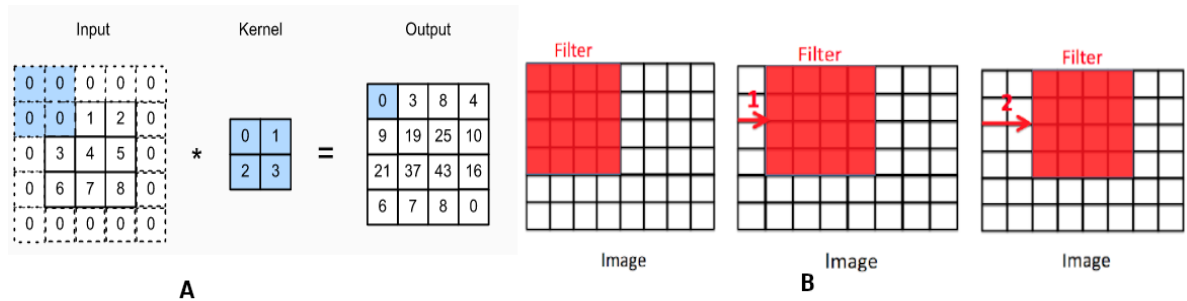 Input Kernel Output
0 0 0 0 0
0 0 1 2 0
0 3 4 5 0
0 6 7 8 0
0 0 0 0 0
*
0 1
2 3
=
0 3 8 4
9 19 25 10
21 37 43 16
6 7 8 0
A
Filter
Image
Filter
1
Image
Filter
2
Image
B